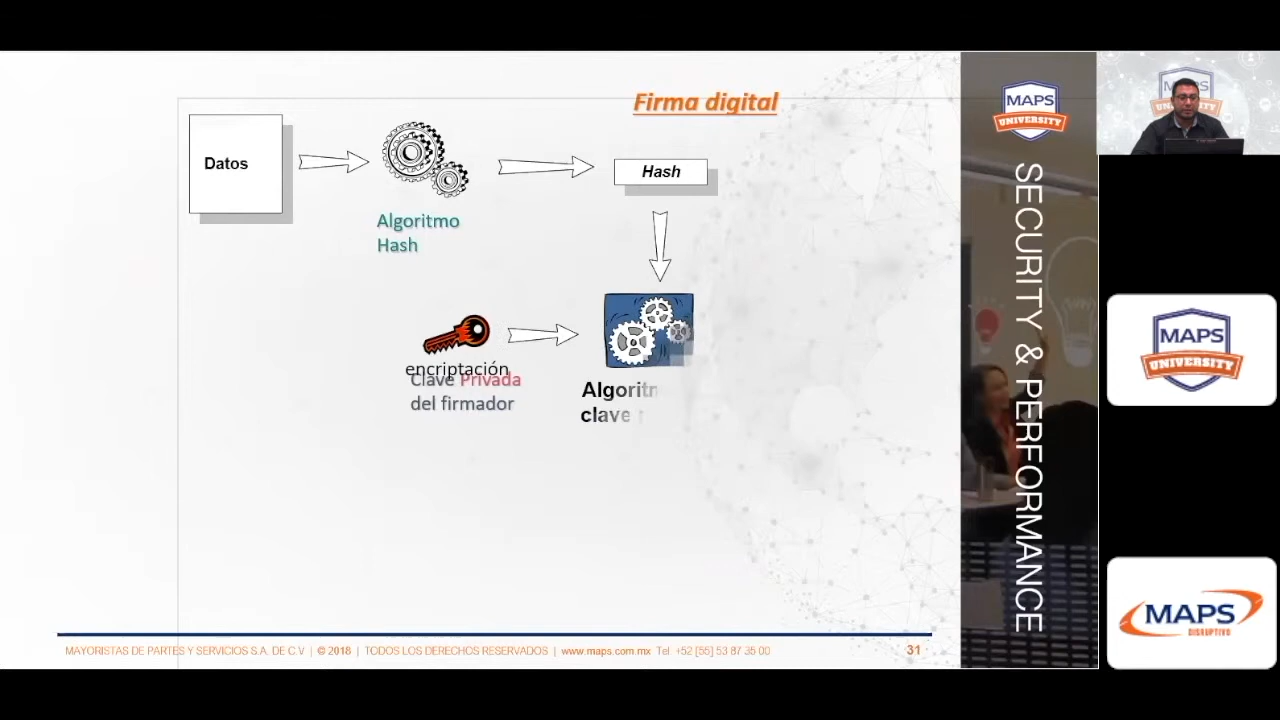 Firma digital
Datos
Hash
Algoritmo
Hash
encriptación
Clave Privada
del firmador
clave
MAYORISTAS DE PARTES Y SERVICIOS S.A. DE C.V | © 2018 | TODOS LOS DERECHOS RESERVADOS | www.maps.com.mx Tel +52 [55] 53 87 35 00
31
MAPS
UNIVERSITY
SECURITY & PERFORMANCE
MAPS
MAPS
UNIVERSITY
MAPS
DISRUPTIVO